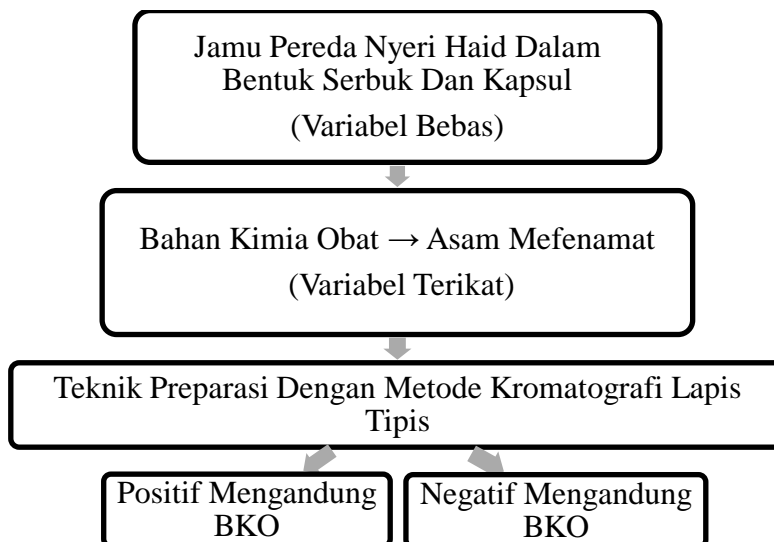 Jamu Pereda Nyeri Haid Dalam
Bentuk Serbuk Dan Kapsul
(Variabel Bebas)
Bahan Kimia Obat → Asam Mefenamat
(Variabel Terikat)
Teknik Preparasi Dengan Metode Kromatografi Lapis
Tipis
Positif Mengandung
BKO
Negatif Mengandung
BKO